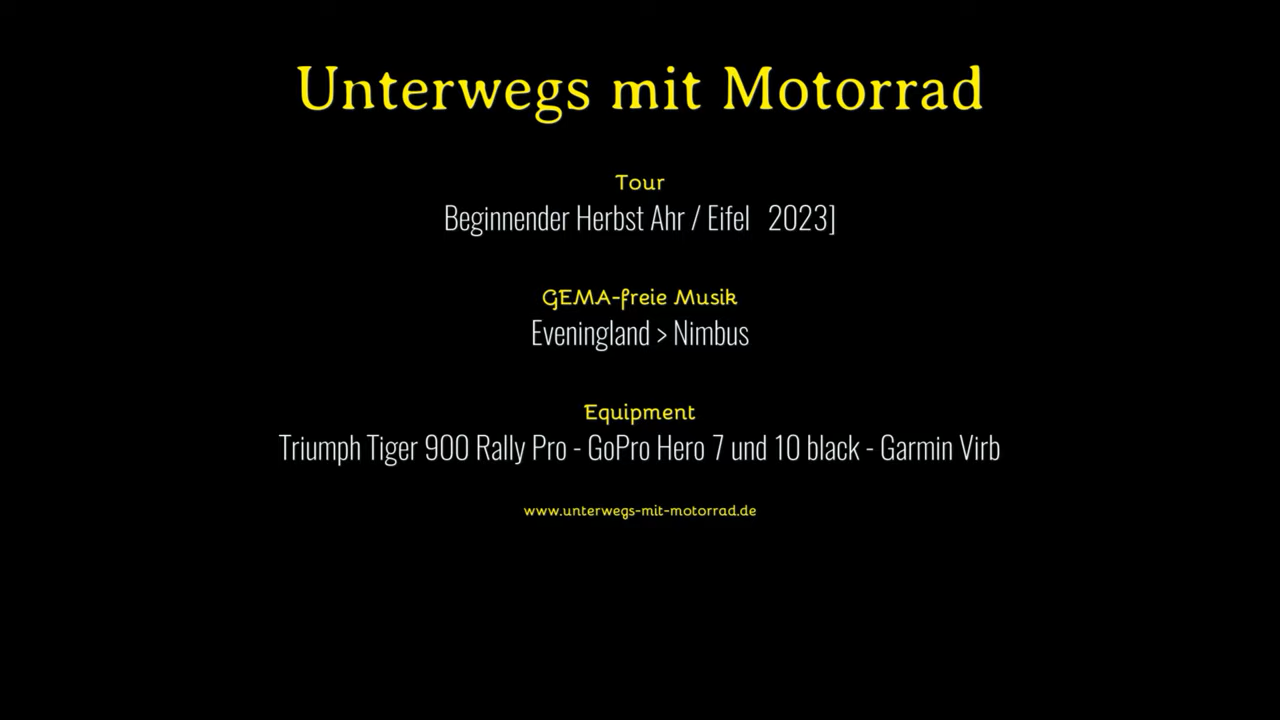 Unterwegs mit Motorrad
Tour
Beginnender Herbst Ahr / Eifel 2023]
GEMA-freie Musik
Eveningland > Nimbus
Equipment
Triumph Tiger 900 Rally Pro - GoPro Hero 7 und 10 black - Garmin Virb
www.unterwegs-mit-motorrad.de